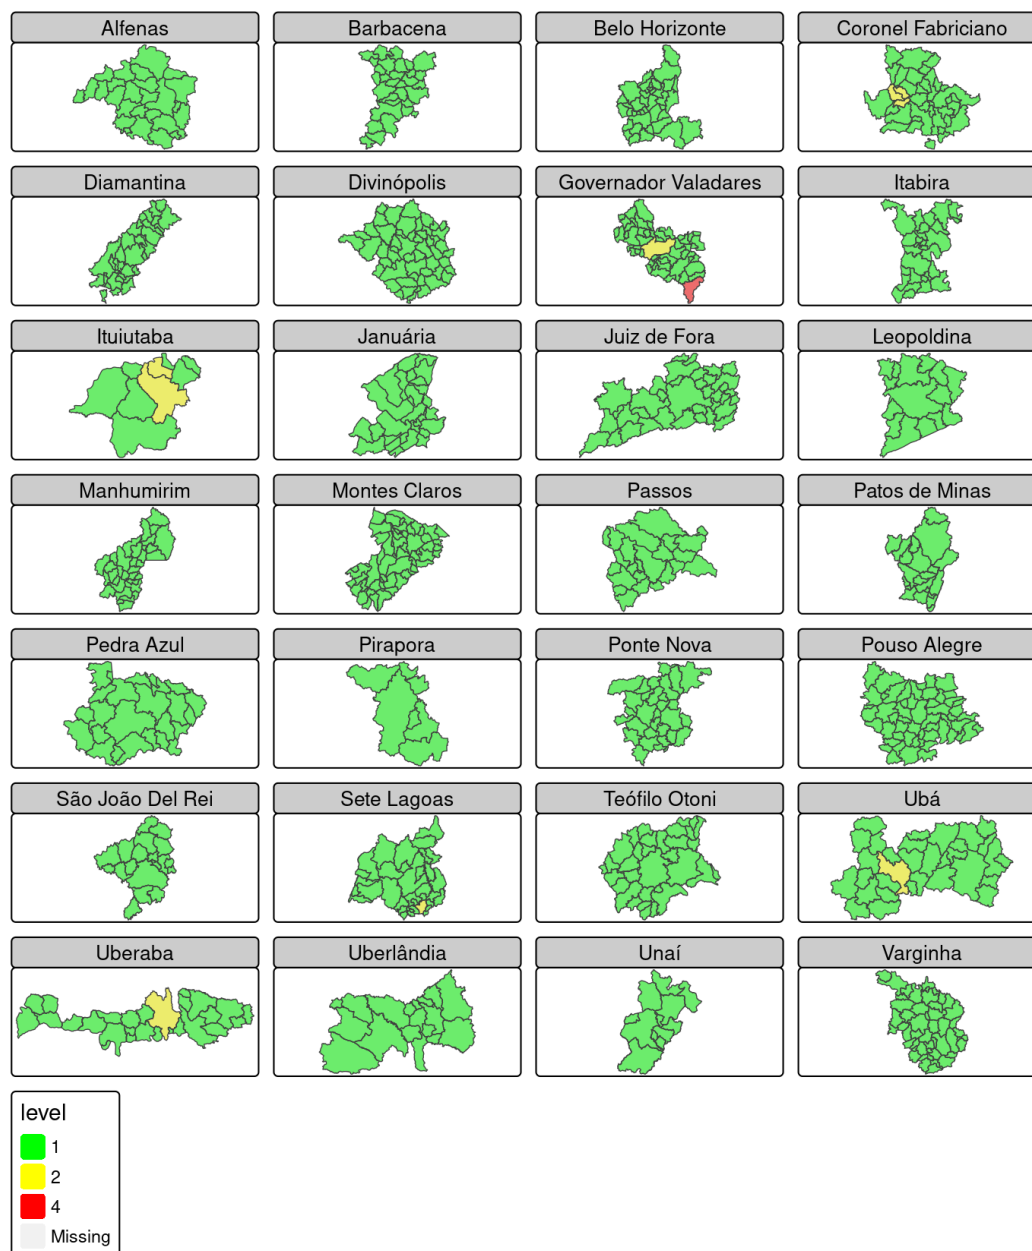 Alfenas
Barbacena
Belo Horizonte
Coronel Fabriciano
Diamantina
Divinópolis
Governador Valadares
Itabira
Ituiutaba
Januária
Juiz de Fora
Leopoldina
Manhumirim
Montes Claros
Passos
Patos de Minas
Pedra Azul
Pirapora
Ponte Nova
Pouso Alegre
São João Del Rei
Sete Lagoas
Teófilo Otoni
Ubá
Uberaba
Uberlândia
Unaí
Varginha
level
1
2
4
Missing